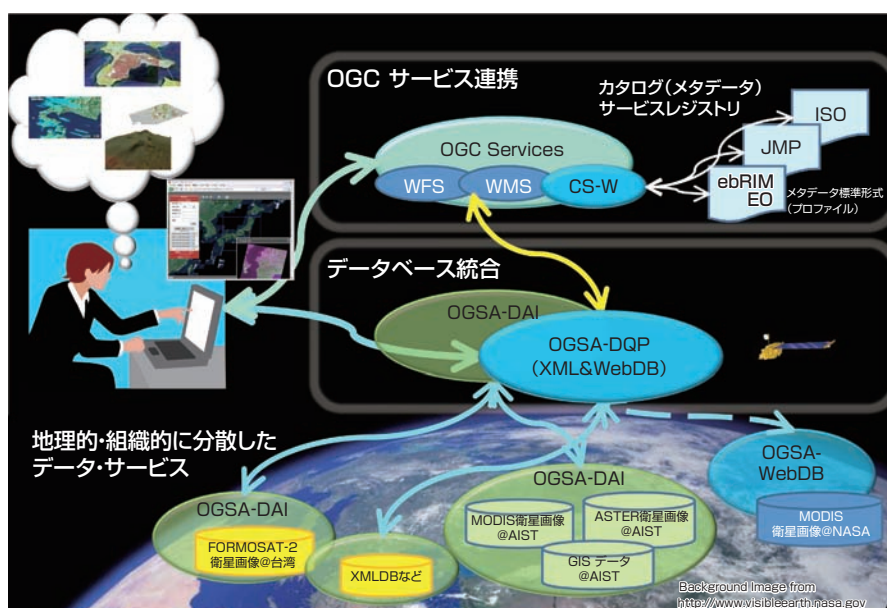 OGC サービス連携
カタログ（メタデータ）
サービスレジストリ
ISO
JMP
ebRIM
EO
メタデータ標準形式
（プロファイル）
OGC Services
WFS
WMS
CS-W
データベース統合
OGSA-DAI
OGSA-DQP
（XML&WebDB）
地理的・組織的に分散した
データ・サービス
OGSA-DAI
FORMOSAT-2
衛星画像@台湾
XMLDBなど
OGSA-DAI
MODIS衛星画像
@AIST
ASTER衛星画像
@AIST
GIS データ
@AIST
OGSA-
WebDB
MODIS
衛星画像@NASA
Background Image from
http://www.visibleearth.nasa.gov